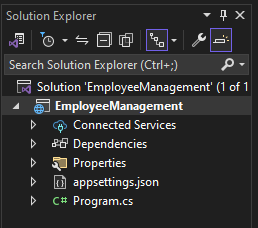 Solution Explorer
Search Solution Explorer (Ctrl+;)
Solution 'EmployeeManagement' (1 of 1
EmployeeManagement
Connected Services
Dependencies
Properties
appsettings.json
C# Program.cs